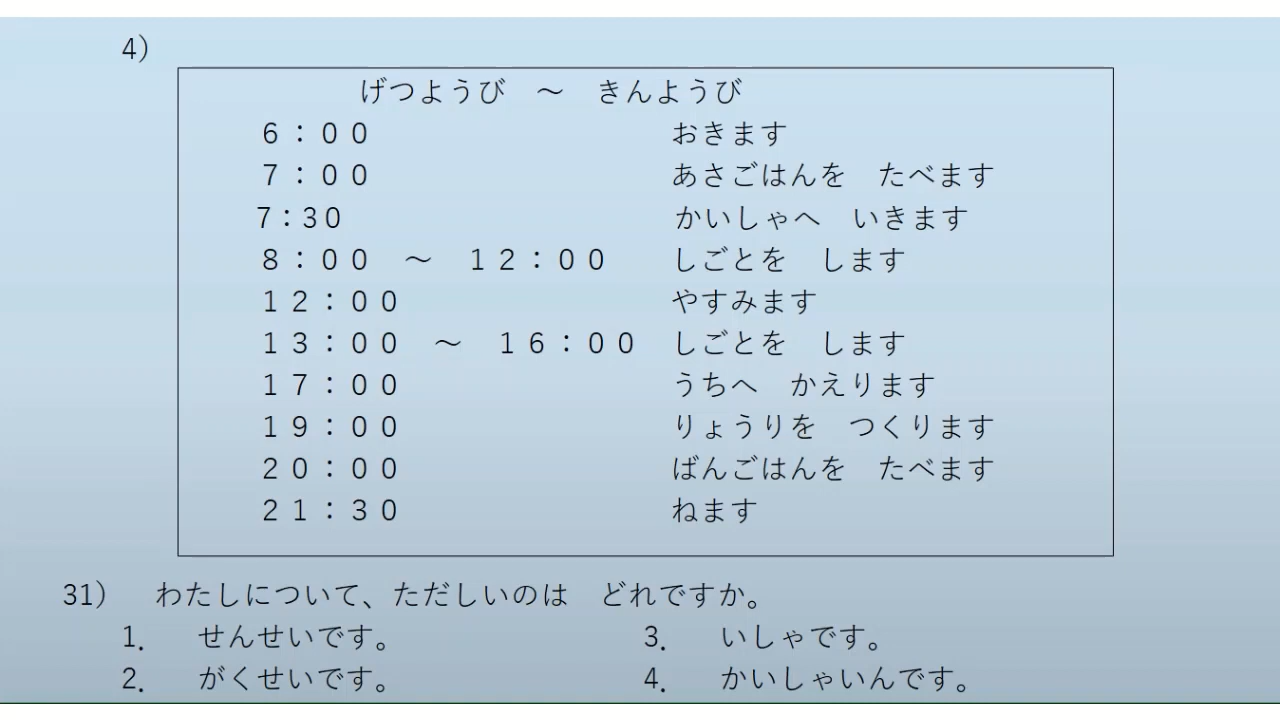 4)
げつようび　～　きんようび
６：００　おきます
７：００　あさごはんを　たべます
7：30　かいしゃへ　いきます
８：００　～　１２：００　しごとを　します
１２：００　やすみます
１３：００　～　１６：００　しごとを　します
１７：００　うちへ　かえります
１９：００　りょうりを　つくります
２０：００　ばんごはんを　たべます
２１：３０　ねます
31)　わたしについて、ただしいのは　どれですか。
1.　せんせいです。　3.　いしゃです。
2.　がくせいです。　4.　かいしゃいんです。